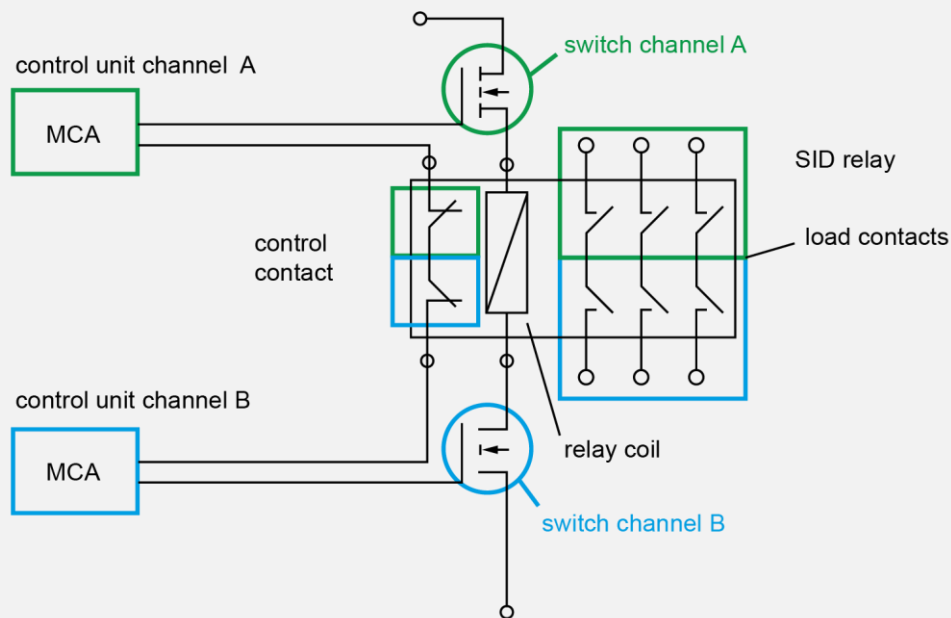 switch channel A
control unit channel A
MCA
SID relay
load contacts
control
contact
control unit channel B
relay coil
MCA
switch channel B